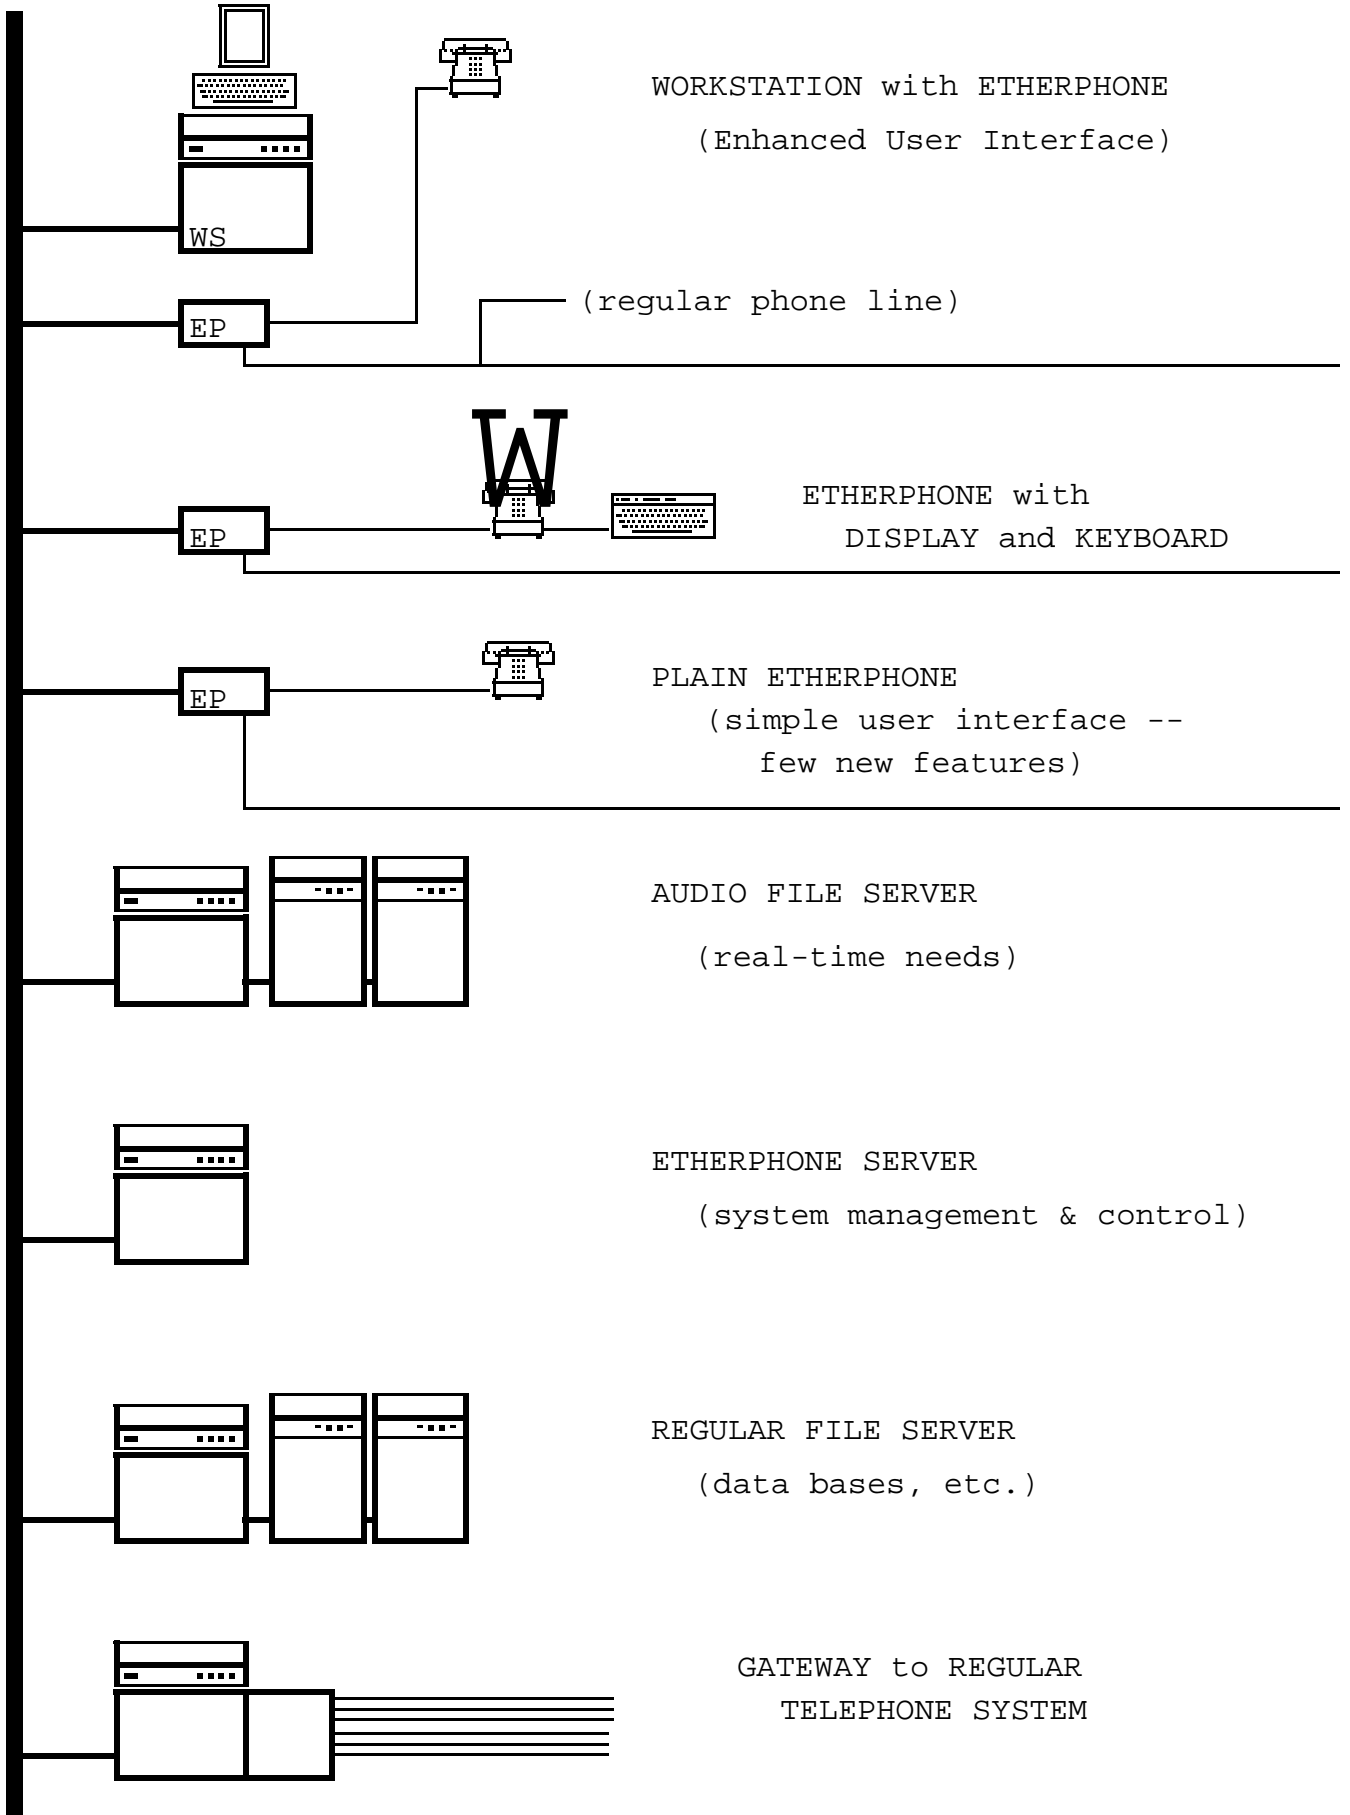 WORKSTATION with ETHERPHONE
(Enhanced User Interface)
WS
(regular phone line)
EP
W
ETHERPHONE with
EP
DISPLAY and KEYBOARD
PLAIN ETHERPHONE
EP
(simple user interface --
few new features)
AUDIO FILE SERVER
(real-time needs)
ETHERPHONE SERVER
(system management & control)
REGULAR FILE SERVER
(data bases, etc.)
GATEWAY to REGULAR
TELEPHONE SYSTEM